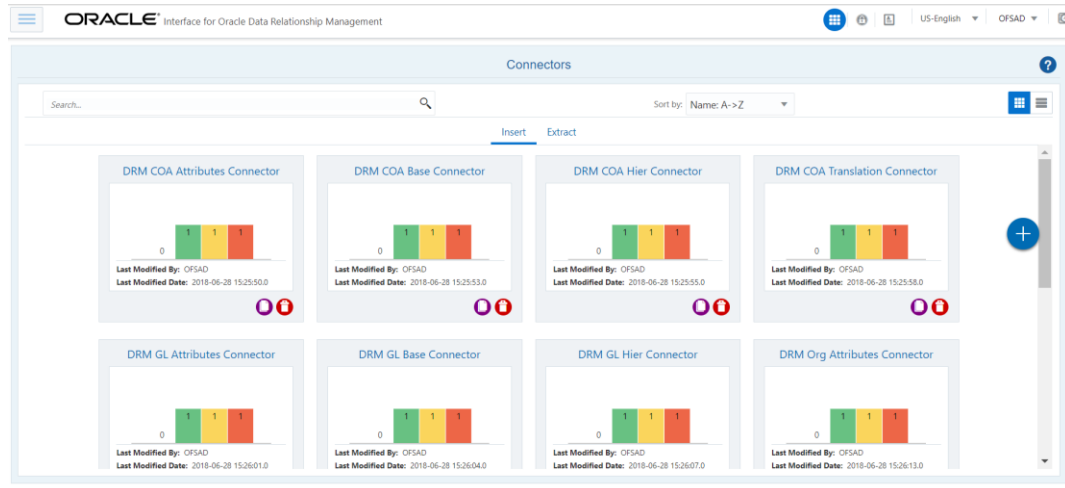 ORACLE® Interface for Oracle Data Relationship Management US-English OFSAD
Connectors ?
Search... Sort by: Name: A->Z
Insert Extract
DRM COA Attributes Connector DRM COA Base Connector DRM COA Hier Connector DRM COA Translation Connector
0 1 1 1 0 1 1 1 0 1 1 1 0 1 1 1
Last Modified By: OFSAD Last Modified By: OFSAD Last Modified By: OFSAD Last Modified By: OFSAD
Last Modified Date: 2018-06-28 15:25:50.0 Last Modified Date: 2018-06-28 15:25:53.0 Last Modified Date: 2018-06-28 15:25:55.0 Last Modified Date: 2018-06-28 15:25:58.0
DRM GL Attributes Connector DRM GL Base Connector DRM GL Hier Connector DRM Org Attributes Connector
0 1 1 1 0 1 1 1 0 1 1 1 0 1 1 1
Last Modified By: OFSAD Last Modified By: OFSAD Last Modified By: OFSAD Last Modified By: OFSAD
Last Modified Date: 2018-06-28 15:26:01.0 Last Modified Date: 2018-06-28 15:26:04.0 Last Modified Date: 2018-06-28 15:26:07.0 Last Modified Date: 2018-06-28 15:26:13.0